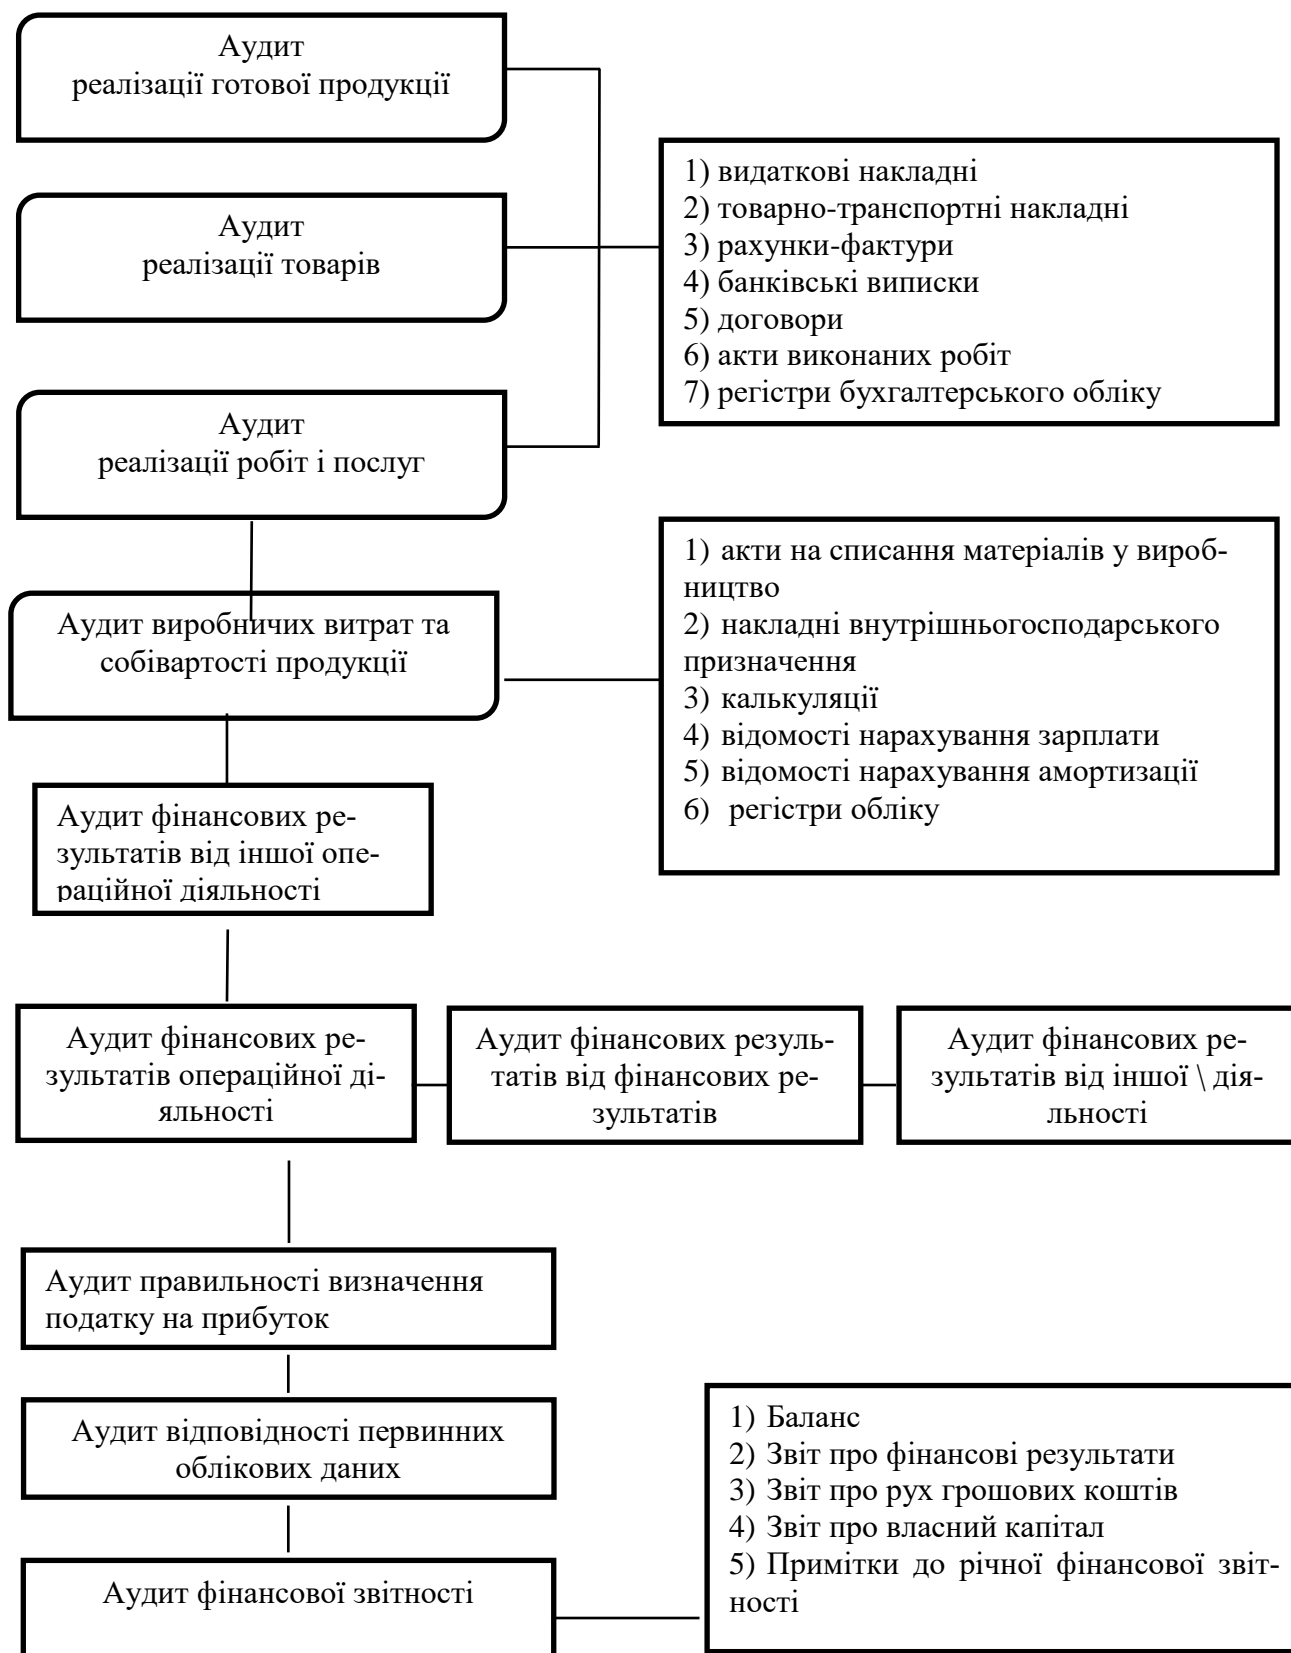 Аудит
реалізації готової продукції
1) видаткові накладні
2) товарно-транспортні накладні
3) рахунки-фактури
4) банківські виписки
5) договори
6) акти виконаних робіт
7) регістри бухгалтерського обліку
Аудит
реалізації товарів
Аудит
реалізації робіт і послуг
1) акти на списання матеріалів у вироб-
ництво
2) накладні внутрішньогосподарського
призначення
3) калькуляції
4) відомості нарахування зарплати
5) відомості нарахування амортизації
6) регістри обліку
Аудит виробничих витрат та
собівартості продукції
Аудит фінансових ре-
зультатів від іншої опе-
раційної діяльності
Аудит фінансових ре-
зультатів операційної ді-
яльності
Аудит фінансових резуль-
татів від фінансових ре-
зультатів
Аудит фінансових ре-
зультатів від іншої \ дія-
льності
Аудит правильності визначення
податку на прибуток
Аудит відповідності первинних
облікових даних
1) Баланс
2) Звіт про фінансові результати
3) Звіт про рух грошових коштів
4) Звіт про власний капітал
5) Примітки до річної фінансової звіт-
ності
Аудит фінансової звітності